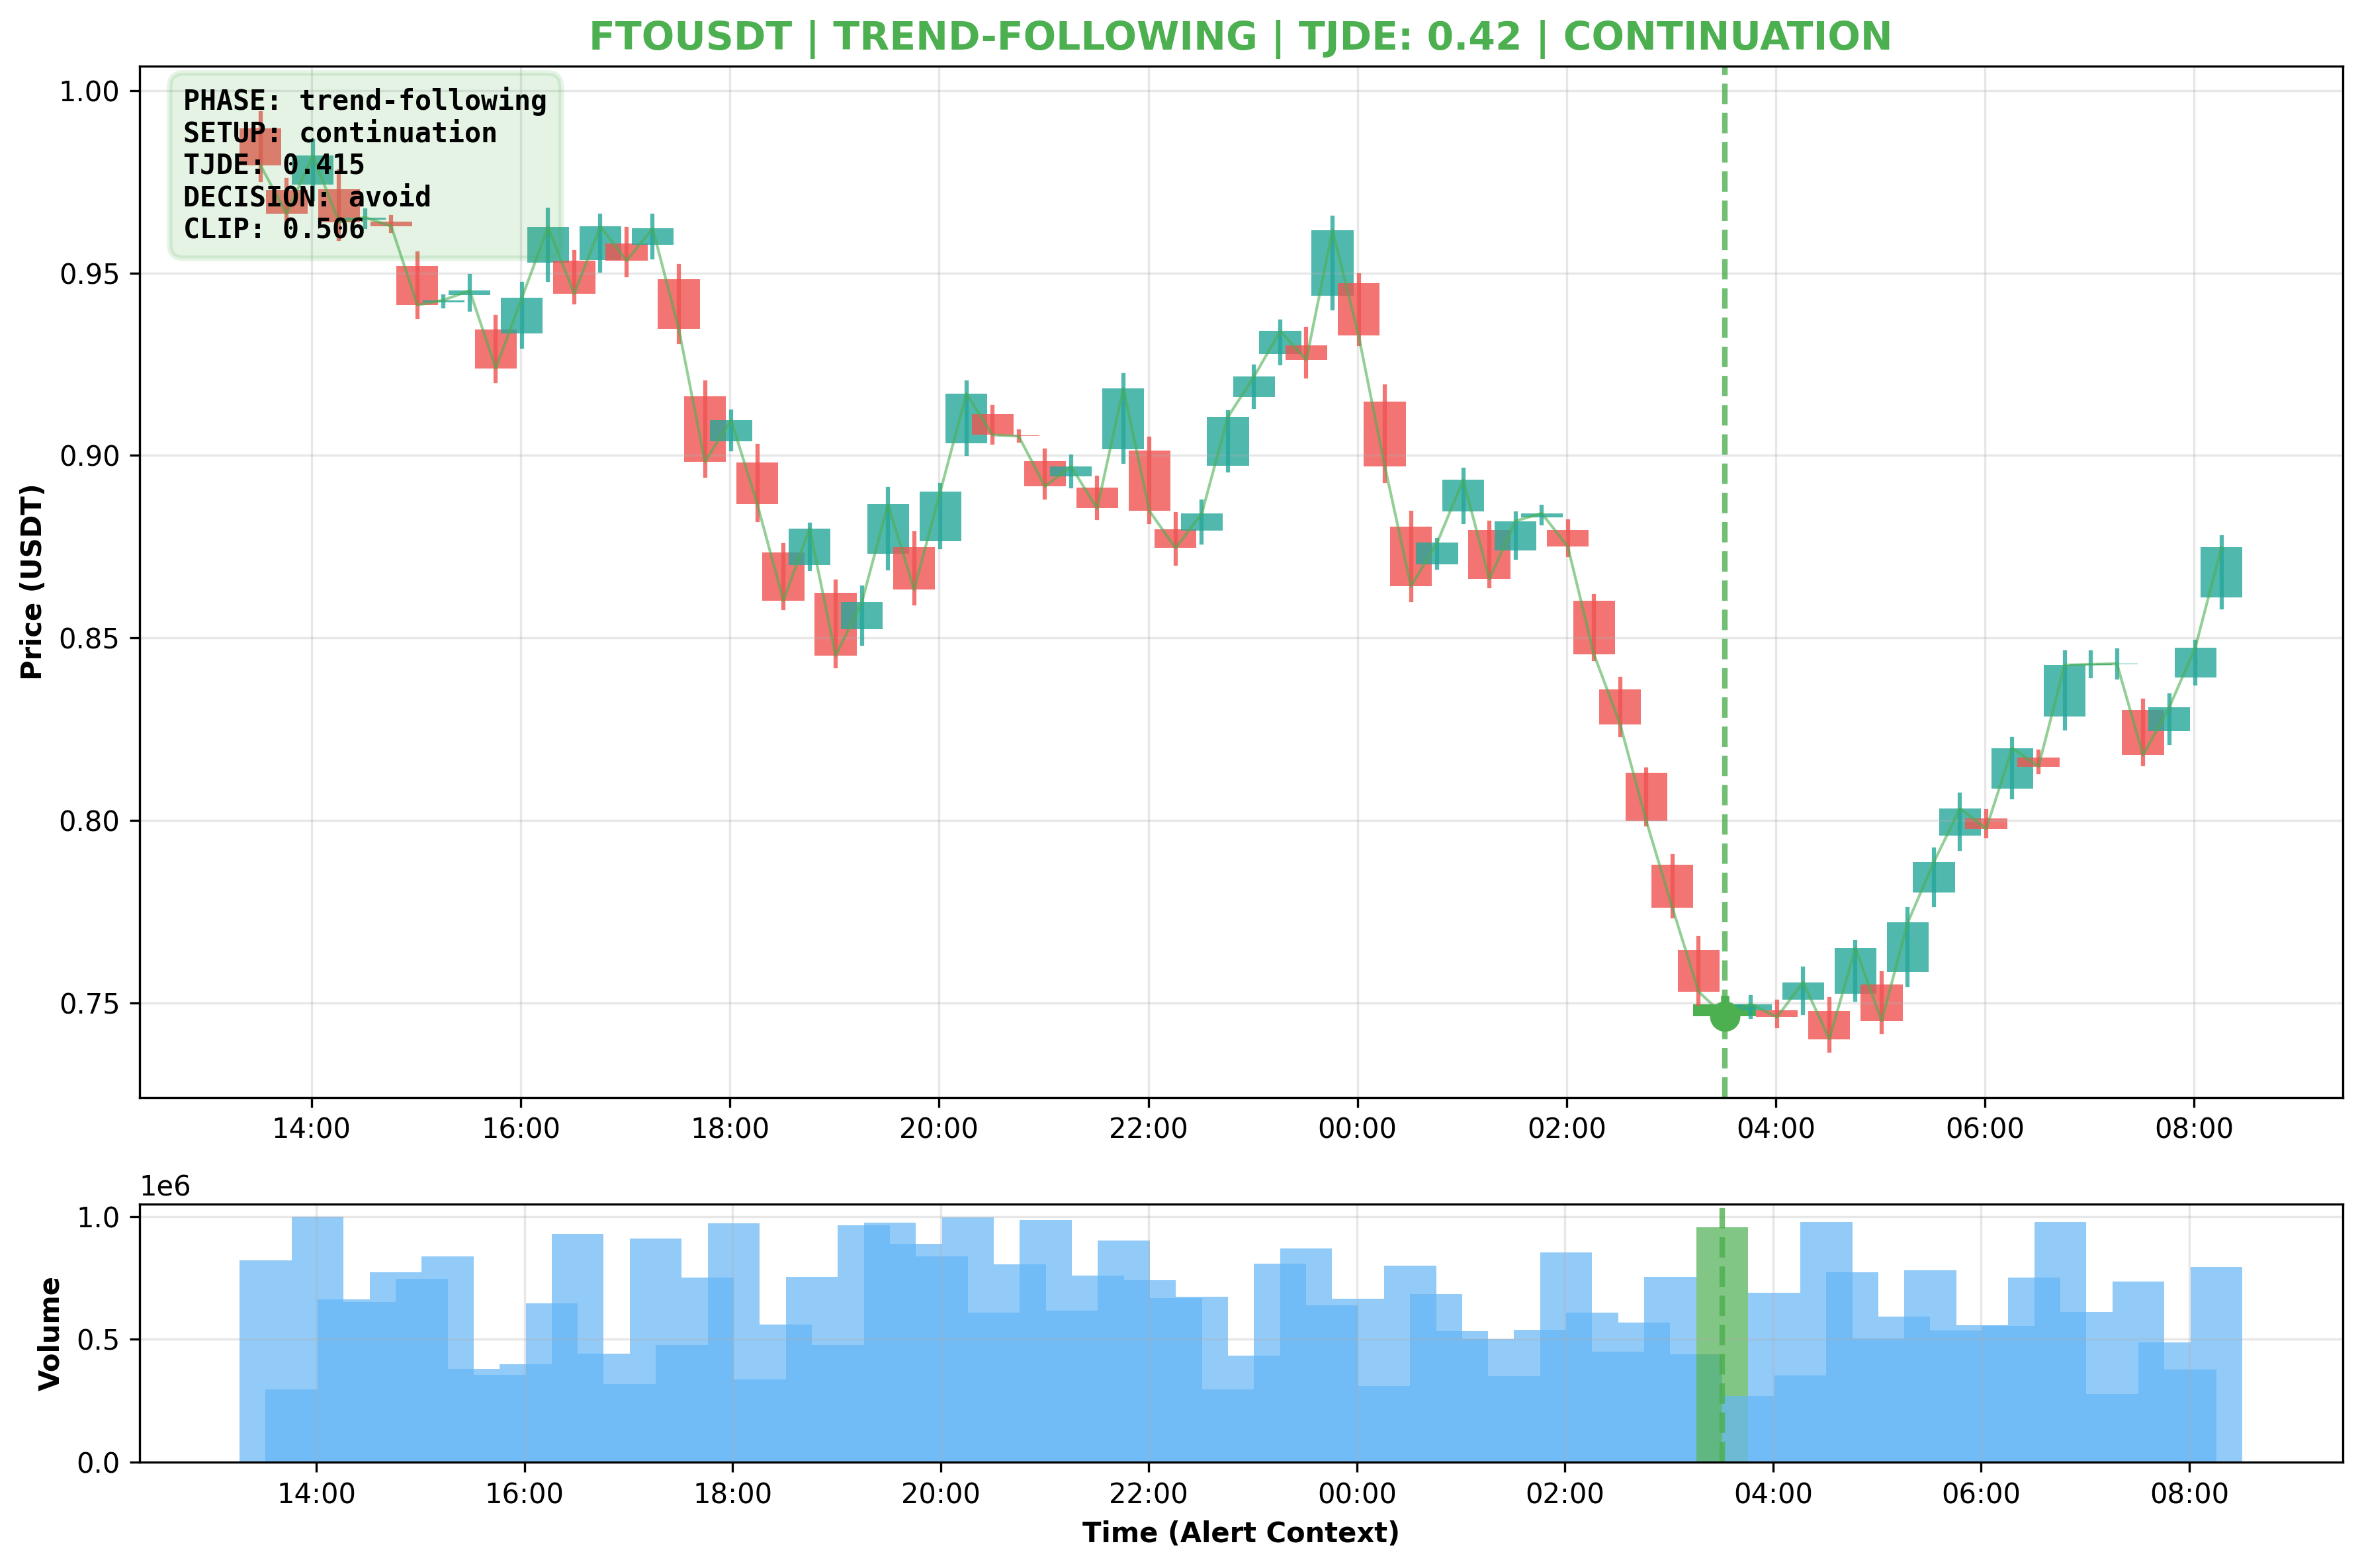 FTOUSDT | TREND-FOLLOWING | TJDE: 0.42 | CONTINUATION
PHASE: trend-following
SETUP: continuation
TJDE: 0.415
DECISION: avoid
CLIP: 0.506
Price (USDT)
1.00
0.95
0.90
0.85
0.80
0.75
14:00 16:00 18:00 20:00 22:00 00:00 02:00 04:00 06:00 08:00
1e6
Volume
1.0
0.5
0.0
14:00 16:00 18:00 20:00 22:00 00:00 02:00 04:00 06:00 08:00
Time (Alert Context)